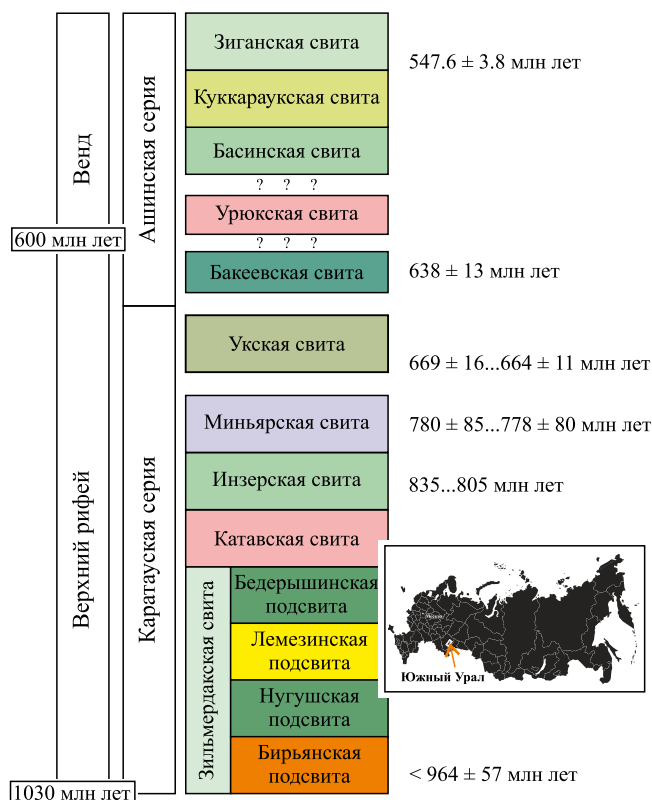 Венд
600 млн лет
Верхний рифей
1030 млн лет
Ашинская серия
Каратауская серия
Зиганская свита
547.6 ± 3.8 млн лет
Куккараукская свита
Басинская свита
? ? ?
Урюкская свита
? ? ?
Бакеевская свита
638 ± 13 млн лет
Укская свита
669 ± 16...664 ± 11 млн лет
Миньярская свита
780 ± 85...778 ± 80 млн лет
Инзерская свита
835...805 млн лет
Катавская свита
Зильмердакская свита
Бедерышинская
подсвита
Лемезинская
подсвита
Нугушская
подсвита
Бирьянская
подсвита
< 964 ± 57 млн лет
Южный Урал